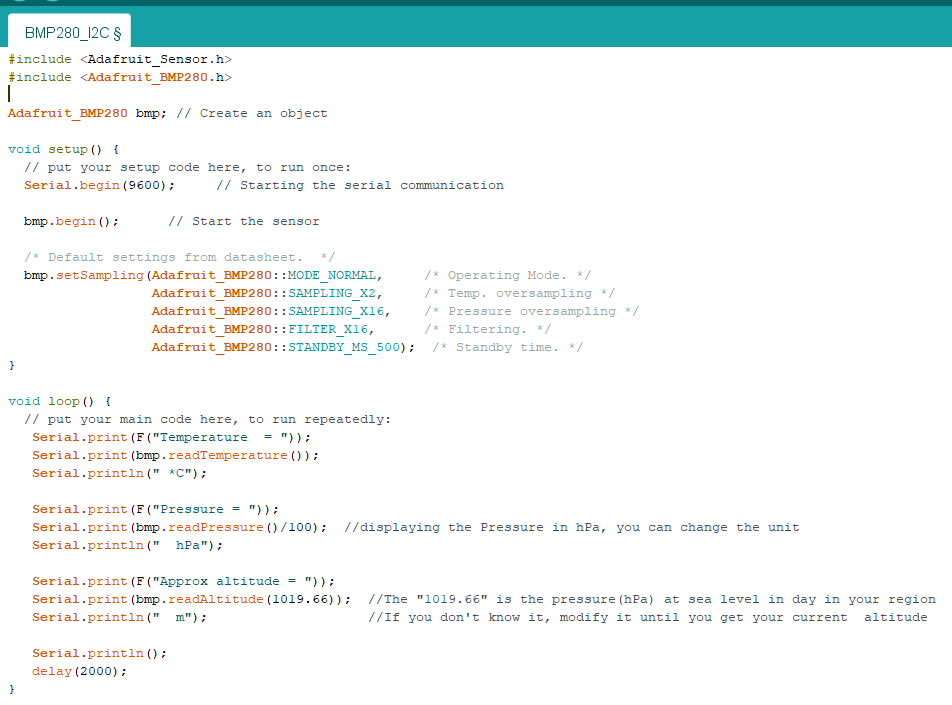 BMP280_I2C §
#include <Adafruit_Sensor.h>
#include <Adafruit_BMP280.h>
Adafruit_BMP280 bmp; // Create an object
void setup() {
// put your setup code here, to run once:
Serial.begin(9600);     // Starting the serial communication
bmp.begin();      // Start the sensor
/* Default settings from datasheet.  */
bmp.setSampling(Adafruit_BMP280::MODE_NORMAL,     /* Operating Mode. */
Adafruit_BMP280::SAMPLING_X2,     /* Temp. oversampling */
Adafruit_BMP280::SAMPLING_X16,    /* Pressure oversampling */
Adafruit_BMP280::FILTER_X16,      /* Filtering. */
Adafruit_BMP280::STANDBY_MS_500);  /* Standby time. */
}
void loop() {
// put your main code here, to run repeatedly:
Serial.print(F("Temperature  = "));
Serial.print(bmp.readTemperature());
Serial.println(" *C");
Serial.print(F("Pressure = "));
Serial.print(bmp.readPressure()/100);  //displaying the Pressure in hPa, you can change the unit
Serial.println("  hPa");
Serial.print(F("Approx altitude = "));
Serial.print(bmp.readAltitude(1019.66));  //The "1019.66" is the pressure(hPa) at sea level in day in your region
Serial.println("  m");                    //If you don't know it, modify it until you get your current  altitude
Serial.println();
delay(2000);
}